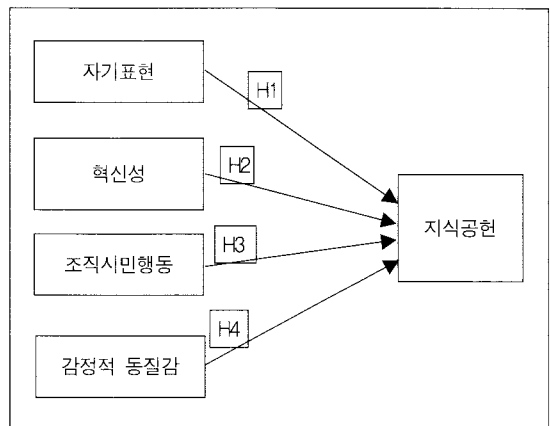 자기표현
H1
혁신성
H2
지식공헌
조직시민행동
H3
H4
감정적 동질감